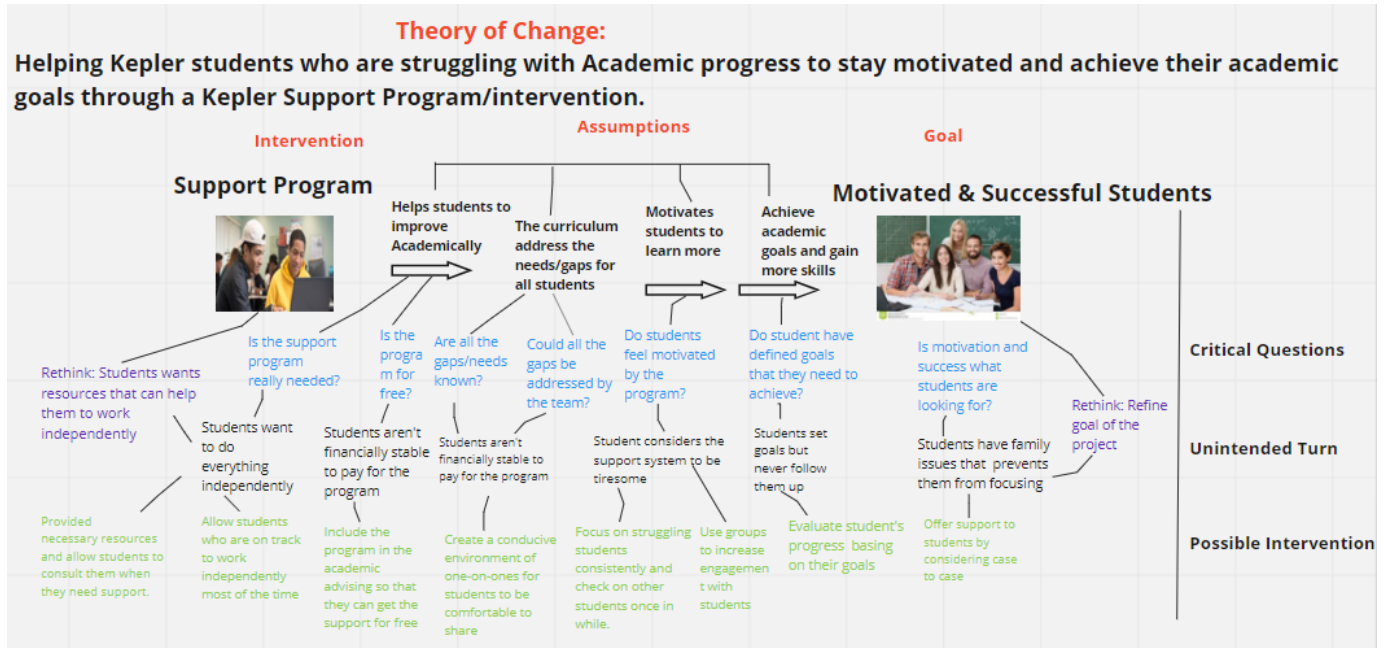 Theory of Change:
Helping Kepler students who are struggling with Academic progress to stay motivated and achieve their academic
goals through a Kepler Support Program/intervention.
Intervention
Assumptions
Goal
Support Program
Motivated & Successful Students
Helps students to
improve
Academically
The curriculum
address the
needs/gaps for
all students
Motivates
students to
learn more
Achieve
academic
goals and gain
more skills
Critical Questions
Rethink: Students wants
resources that can help
them to work
independently
Is the support
program
really needed?
Is the
progra
m for
free?
Are all the
gaps/needs
known?
Could all the
gaps be
addressed by
the team?
Do students
feel motivated
by the
program?
Do student have
defined goals
that they need to
achieve?
Is motivation and
success what
students are
looking for?
Rethink: Refine
goal of the
project
Unintended Turn
Students want
to do
everything
independently
Students aren't
financially stable
to pay for the
program
Students aren't
financially stable to
pay for the program
Student considers the
support system to be
tiresome
Students set
goals but
never follow
them up
Students have family
issues that prevents
them from focusing
Possible Intervention
Provided
necessary resources
and allow students to
consult them when
they need support.
Allow students
who are on track
to work
independently
most of the time
Include the
program in the
academic
advising so that
they can get the
support for free
Create a conducive
environment of
one-on-ones for
students to be
comfortable to
share
Focus on struggling
students
consistently and
check on other
students once in
while.
Use groups
to increase
engagemen
t with
students
Evaluate student's
progress basing
on their goals
Offer support to
students by
considering case
to case